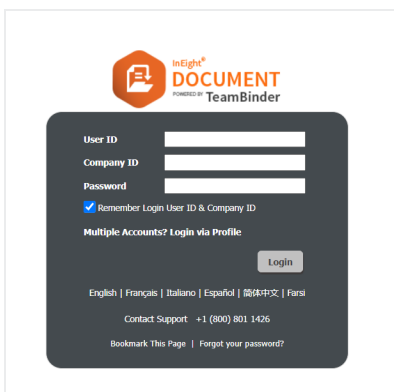 InEight®
DOCUMENT
POWERED BY TeamBinder
User ID
Company ID
Password
Remember Login User ID & Company ID
Multiple Accounts? Login via Profile
Login
English | Français | Italiano | Español | 简体中文 | Farsi
Contact Support +1 (800) 801 1426
Bookmark This Page | Forgot your password?